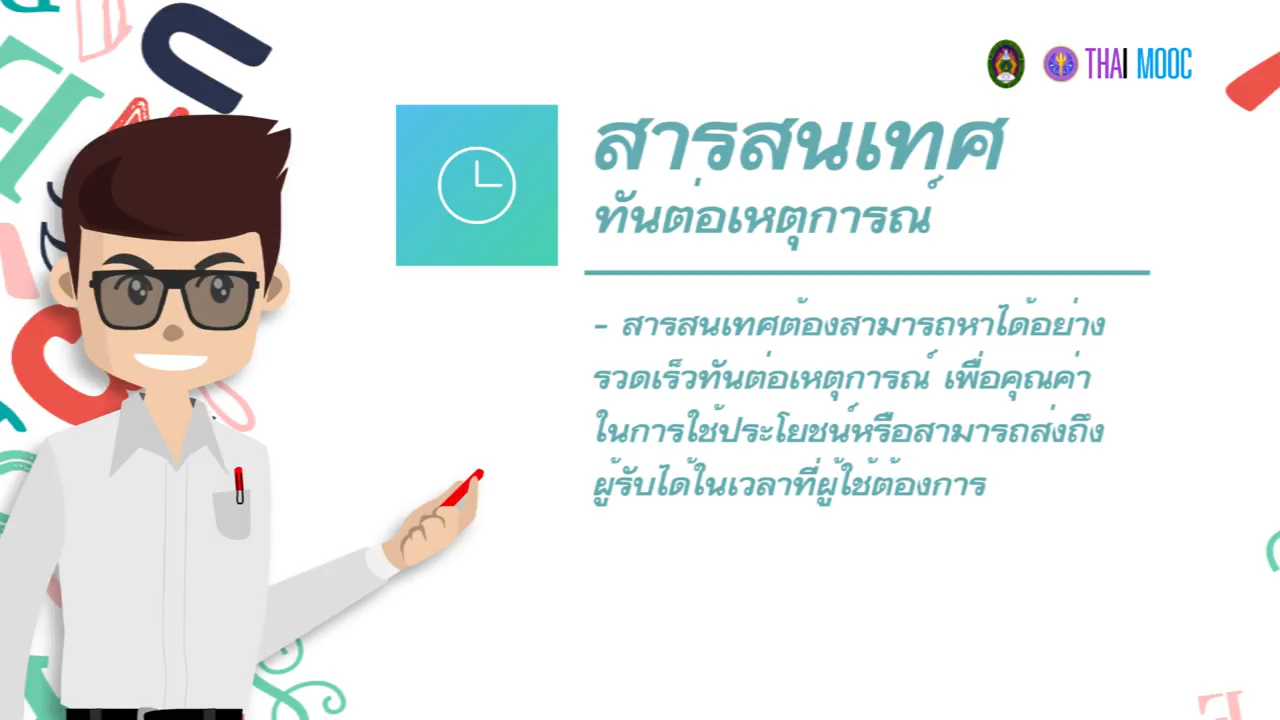 THAI MOOC
สารสนเทศ
ทันต่อเหตุการณ์
- สารสนเทศต้องสามารถหาได้อย่าง
รวดเร็วทันต่อเหตุการณ์ เพื่อคุณค่า
ในการใช้ประโยชน์หรือสามารถส่งถึง
ผู้รับได้ในเวลาที่ผู้ใช้ต้องการ